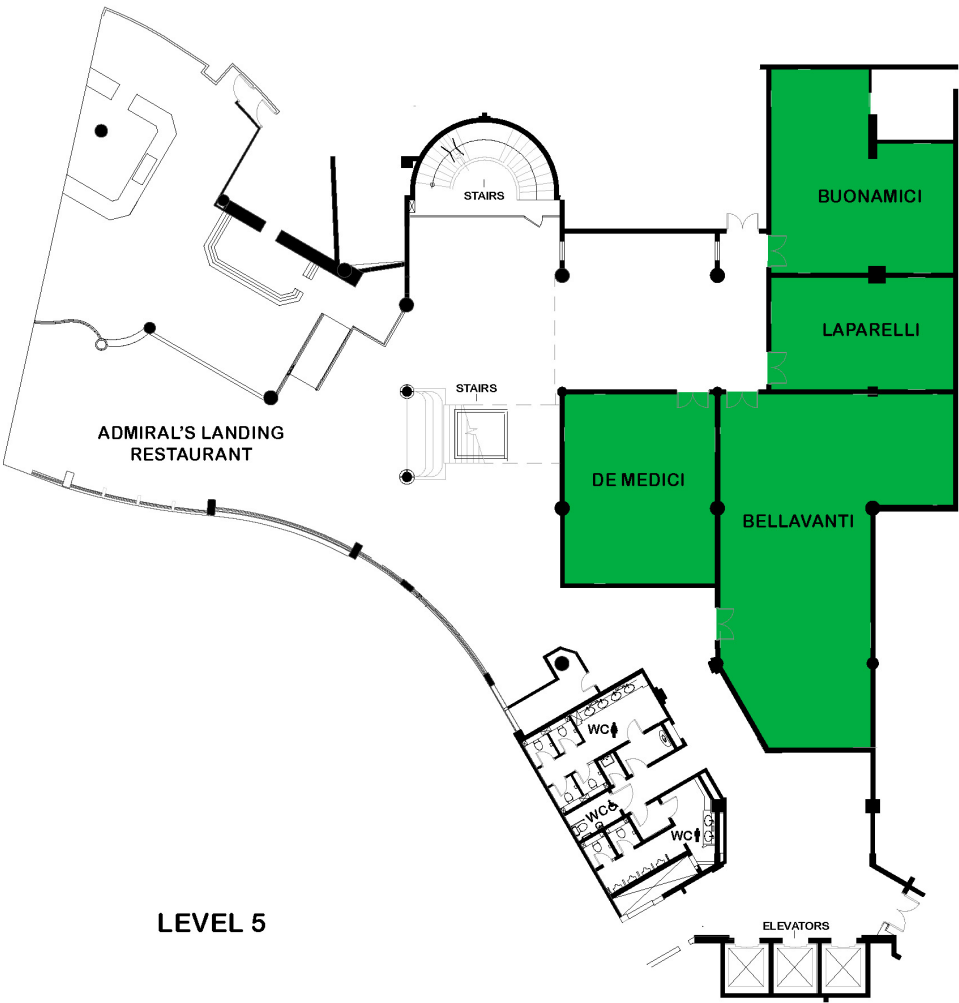 STAIRS
BUONAMICI
LAPARELLI
STAIRS
ADMIRAL'S LANDING
RESTAURANT
DE MEDICI
BELLAVANTI
WC
WC
WC
LEVEL 5
ELEVATORS